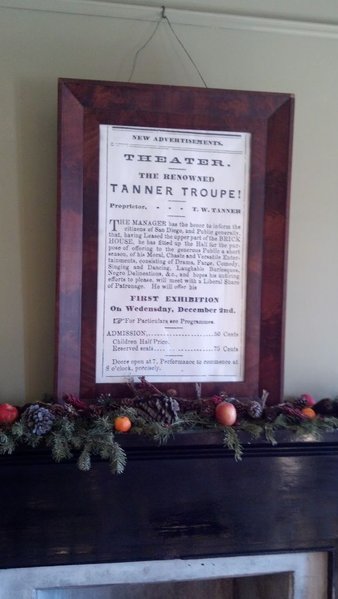 NEW ADVERTISEMENTS.
THEATER.
THE RENOWNED
TANNER TROUPE!
Proprietor, - - - T. W. TANNER
THE MANAGER has the honor to inform the
citizens of San Diego, and Public generally,
that, having Leased the upper part of the BRICK
HOUSE, he has fitted up the Hall for the pur-
pose of offering to the generous Public a short
season, of his Moral, Chaste and Versatile Enter-
tainments, consisting of Drama, Farce, Comedy,
Singing and Dancing, Laughable Burlesques,
Negro Delineations, &c., and hopes his untiring
efforts to please, will meet with a Liberal Share
of Patronage. He will offer his
FIRST EXHIBITION
On Wednesday, December 2nd.
☞ For Particulars see Programmes
ADMISSION,.....................50 Cents
Children Half Price.
Reserved seats..................75 Cents
Doors open at 7, Performance to commence at
8 o'clock, precisely.